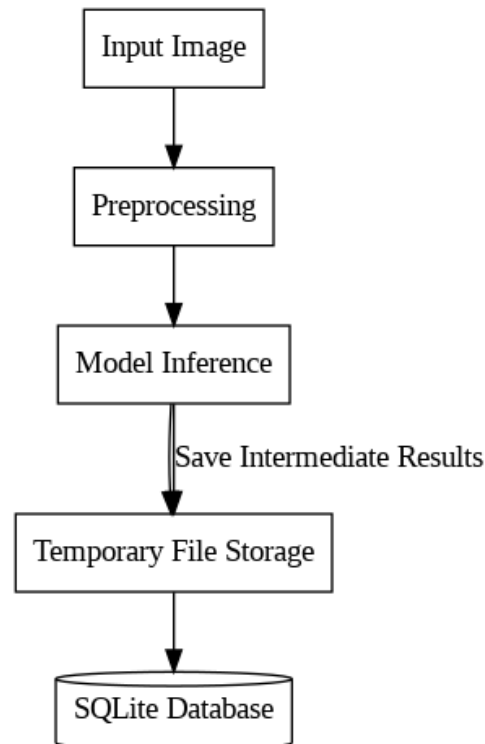 Input Image
Preprocessing
Model Inference
Save Intermediate Results
Temporary File Storage
SQLite Database